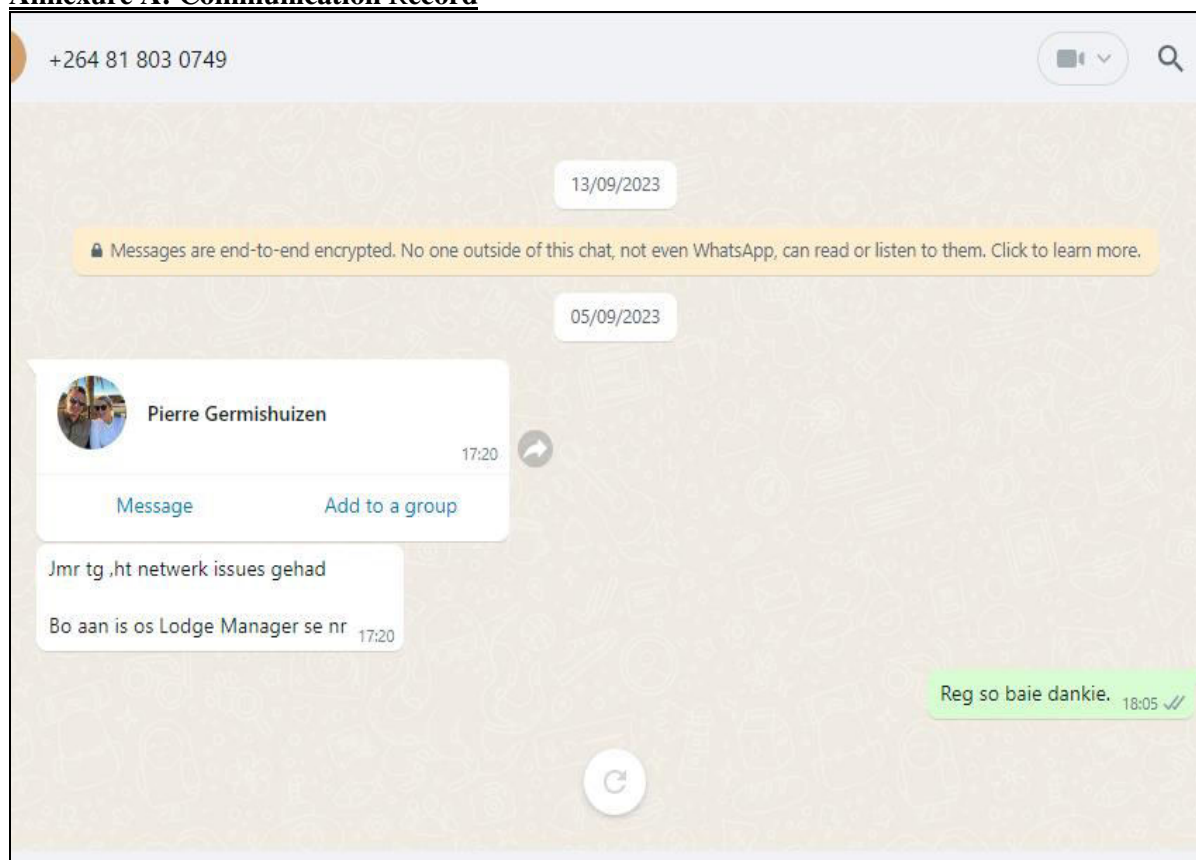 Annexure A: Communication Record
+264 81 803 0749
13/09/2023
Messages are end-to-end encrypted. No one outside of this chat, not even WhatsApp, can read or listen to them. Click to learn more.
05/09/2023
Pierre Germishuizen
17:20
Message Add to a group
Jmr tg ,ht netwerk issues gehad
Bo aan is os Lodge Manager se nr 17:20
Reg so baie dankie. 18:05